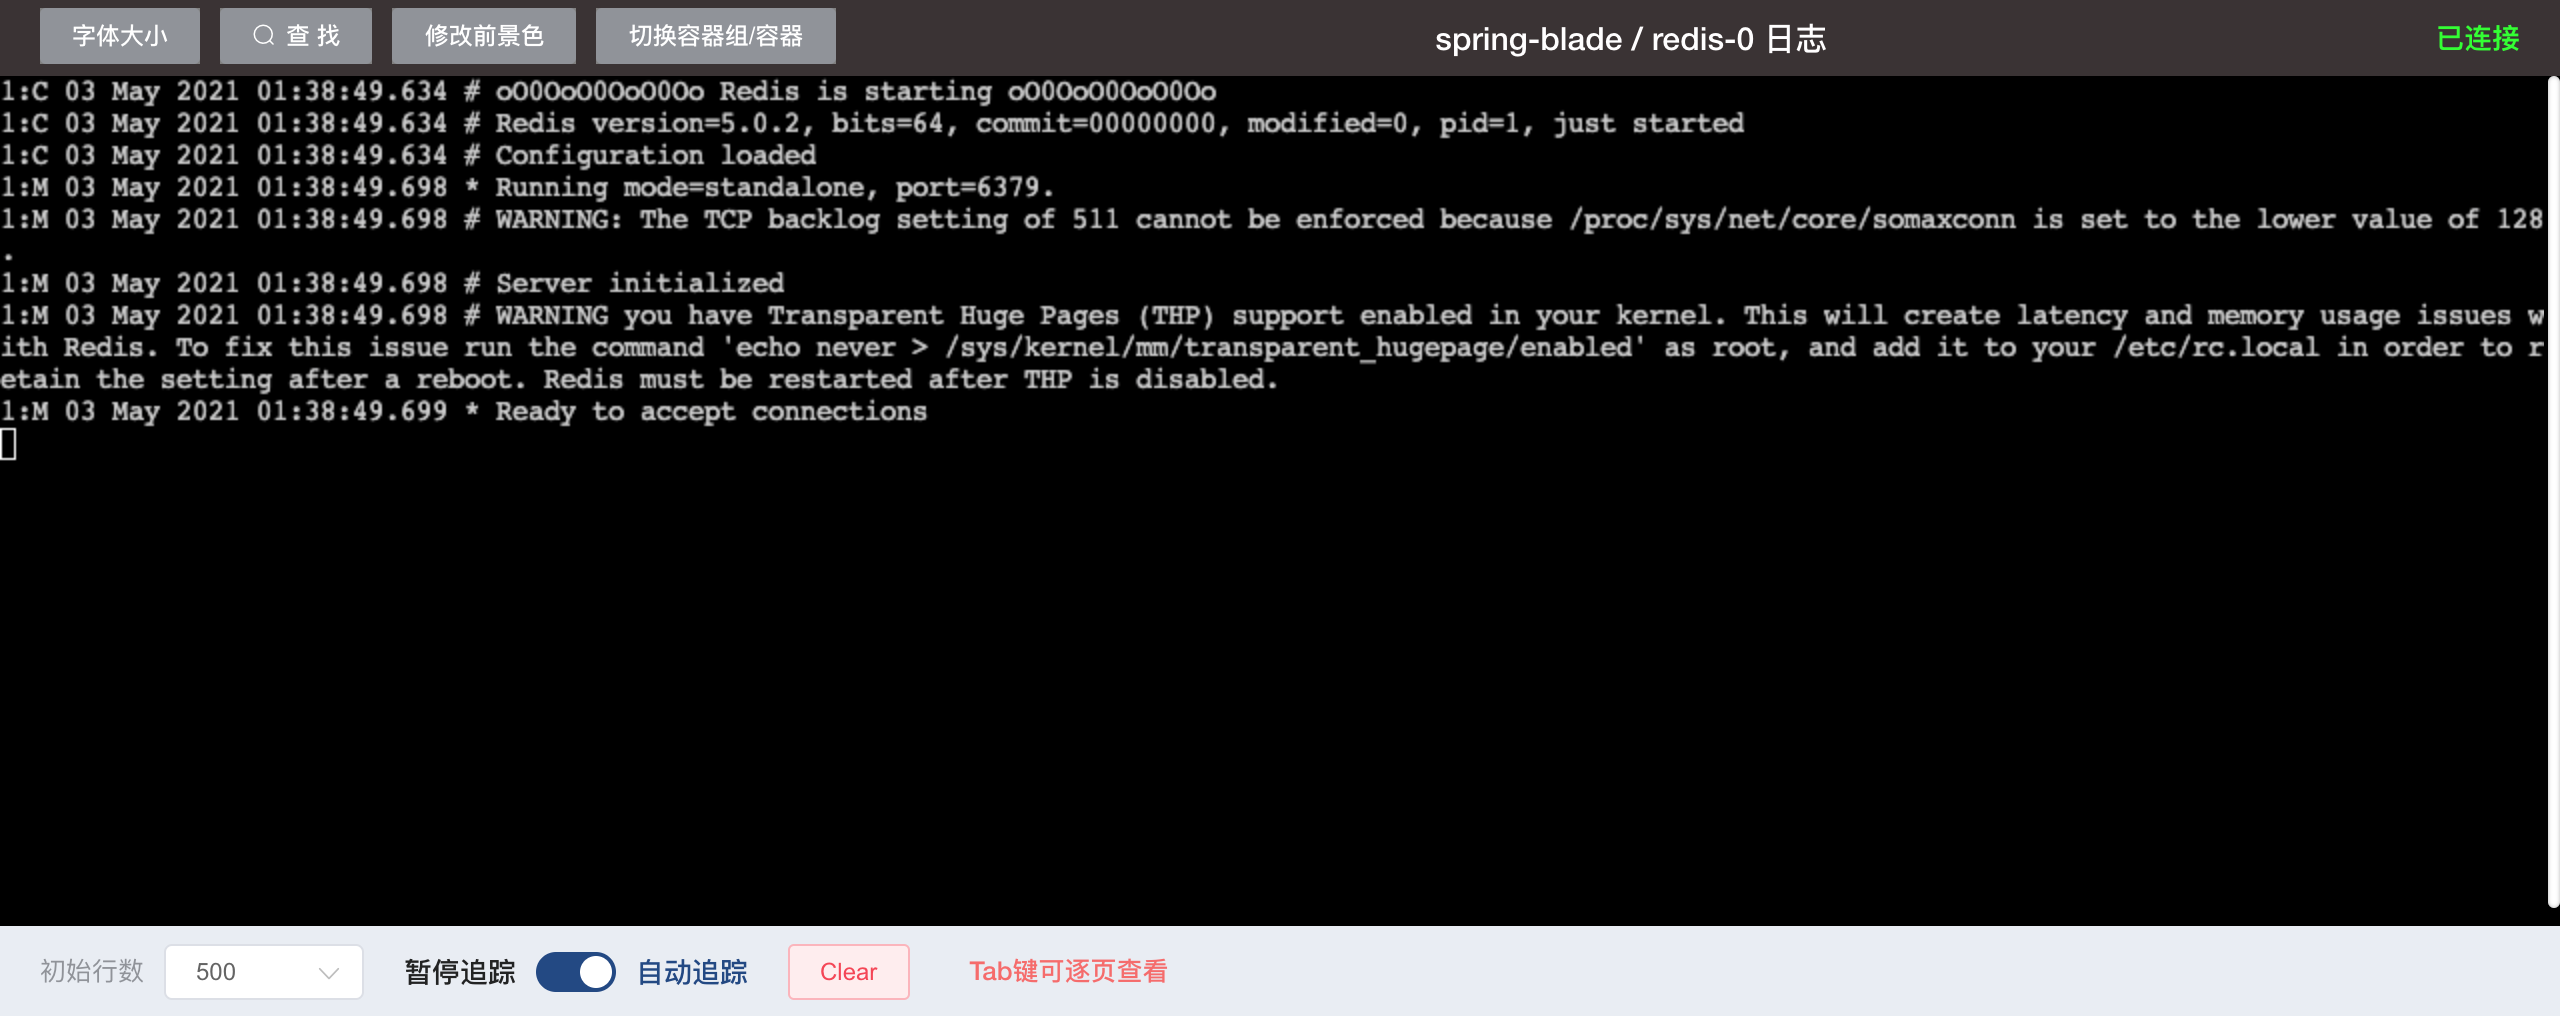 字体大小 查 找 修改前景色 切换容器组/容器 spring-blade / redis-0 日志 已连接
1:C 03 May 2021 01:38:49.634 # oO0OoO0OoO0Oo Redis is starting oO0OoO0OoO0Oo
1:C 03 May 2021 01:38:49.634 # Redis version=5.0.2, bits=64, commit=00000000, modified=0, pid=1, just started
1:C 03 May 2021 01:38:49.634 # Configuration loaded
1:M 03 May 2021 01:38:49.698 * Running mode=standalone, port=6379.
1:M 03 May 2021 01:38:49.698 # WARNING: The TCP backlog setting of 511 cannot be enforced because /proc/sys/net/core/somaxconn is set to the lower value of 128
.
1:M 03 May 2021 01:38:49.698 # Server initialized
1:M 03 May 2021 01:38:49.698 # WARNING you have Transparent Huge Pages (THP) support enabled in your kernel. This will create latency and memory usage issues w
ith Redis. To fix this issue run the command 'echo never > /sys/kernel/mm/transparent_hugepage/enabled' as root, and add it to your /etc/rc.local in order to r
etain the setting after a reboot. Redis must be restarted after THP is disabled.
1:M 03 May 2021 01:38:49.699 * Ready to accept connections
初始行数 500 暂停追踪 自动追踪 Clear Tab键可逐页查看